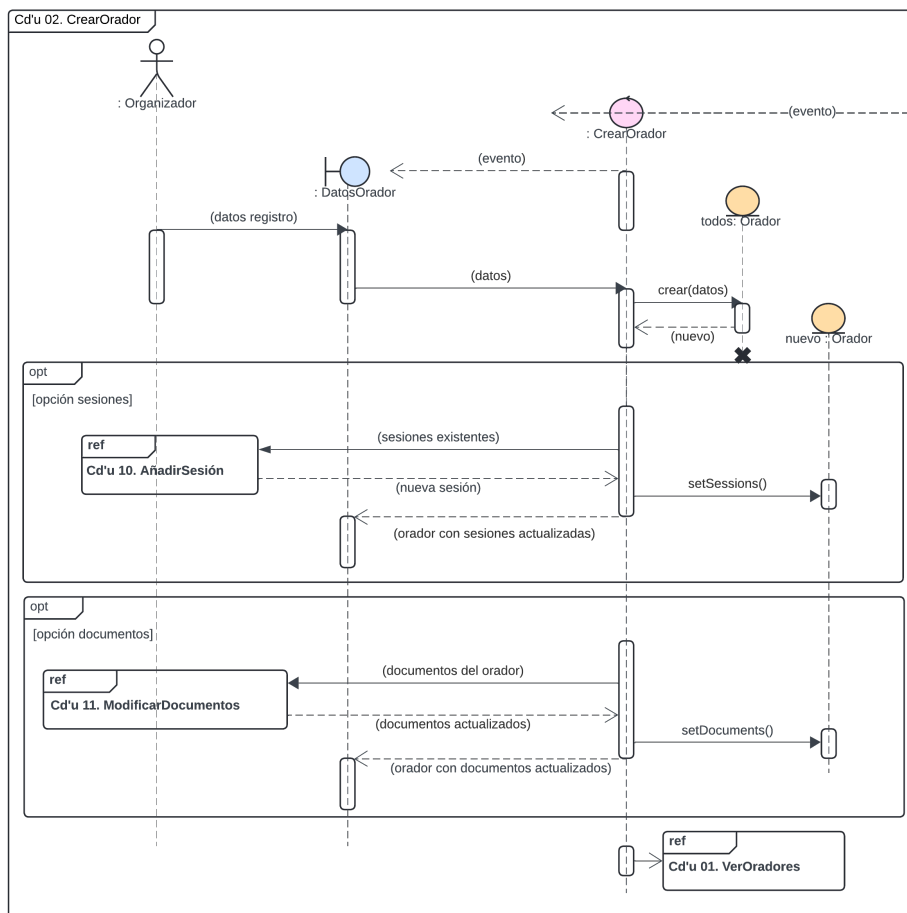 Cd'u 02. CrearOrador
: Organizador
(evento)
: CrearOrador
(evento)
: DatosOrador
todos: Orador
(datos registro)
(datos)
crear(datos)
(nuevo)
nuevo : Orador
opt
[opción sesiones]
ref
(sesiones existentes)
Cd'u 10. AñadirSesión
(nueva sesión)
setSessions()
(orador con sesiones actualizadas)
opt
[opción documentos]
ref
(documentos del orador)
Cd'u 11. ModificarDocumentos
(documentos actualizados)
setDocuments()
(orador con documentos actualizados)
ref
Cd'u 01. VerOradores